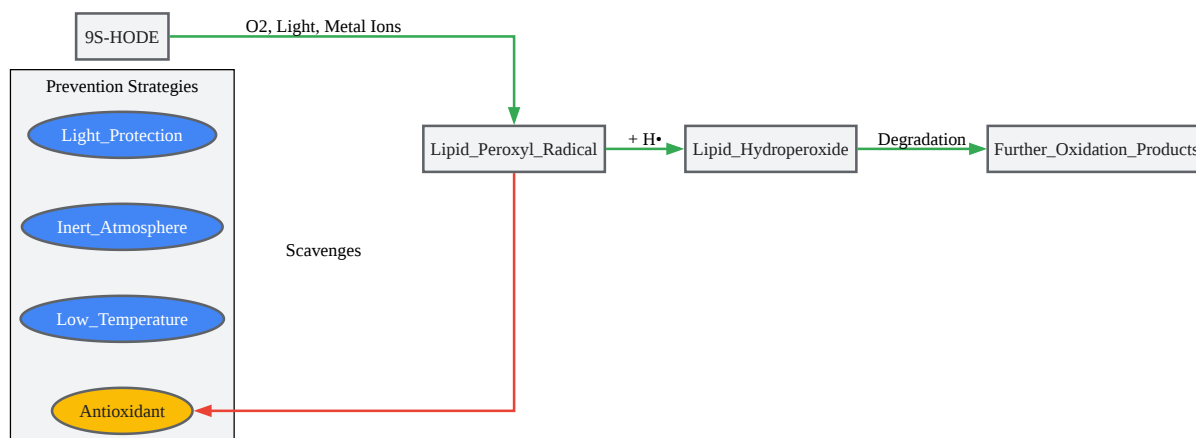 9S-HODE
O2, Light, Metal Ions
Prevention Strategies
Light_Protection
Lipid_Peroxyl_Radical
+ H•
Lipid_Hydroperoxide
Degradation
Further_Oxidation_Products
Inert_Atmosphere
Scavenges
Low_Temperature
Antioxidant